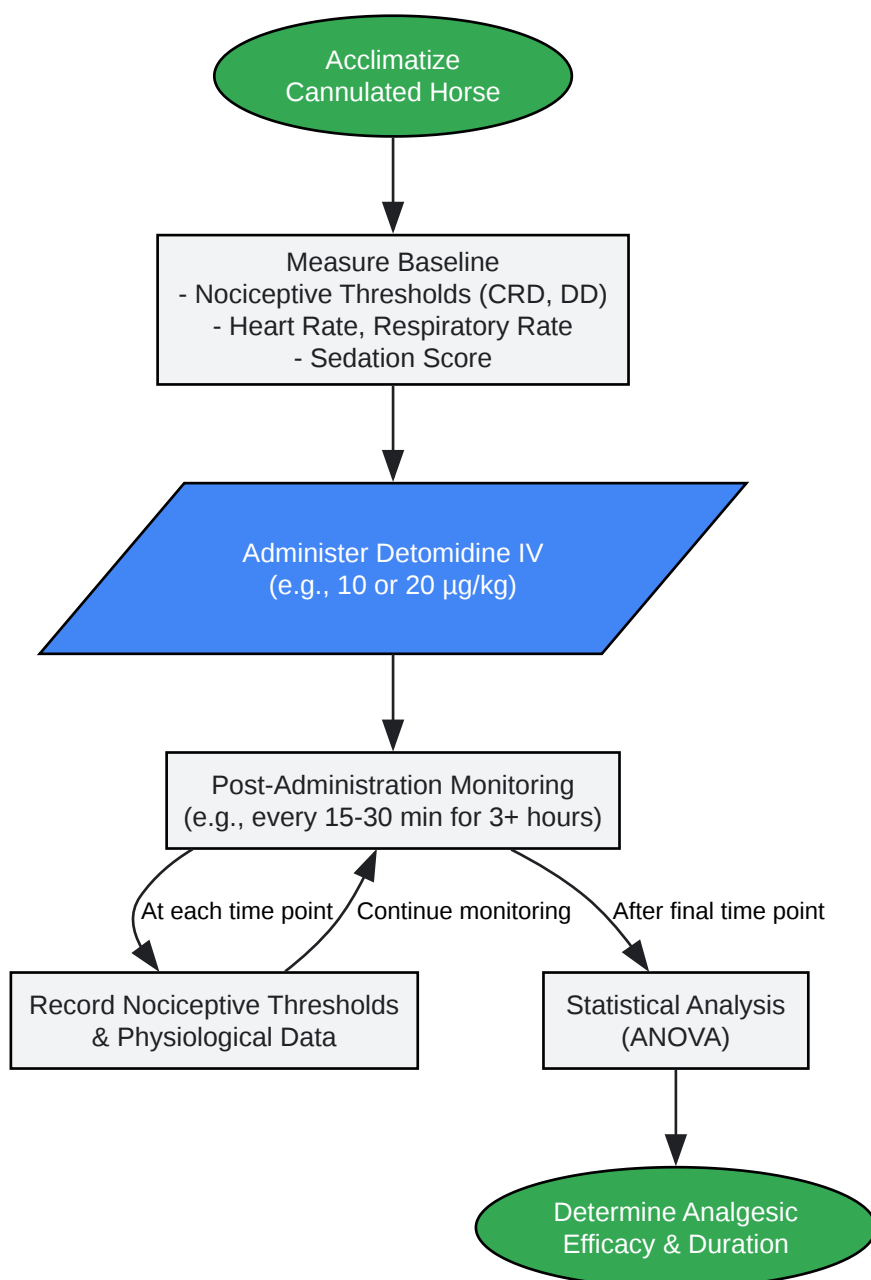 Acclimatize
Cannulated Horse
Measure Baseline
- Nociceptive Thresholds (CRD, DD)
- Heart Rate, Respiratory Rate
- Sedation Score
Administer Detomidine IV
(e.g., 10 or 20 µg/kg)
Post-Administration Monitoring
(e.g., every 15-30 min for 3+ hours)
At each time point
Continue monitoring
After final time point
Record Nociceptive Thresholds
& Physiological Data
Statistical Analysis
(ANOVA)
Determine Analgesic
Efficacy & Duration